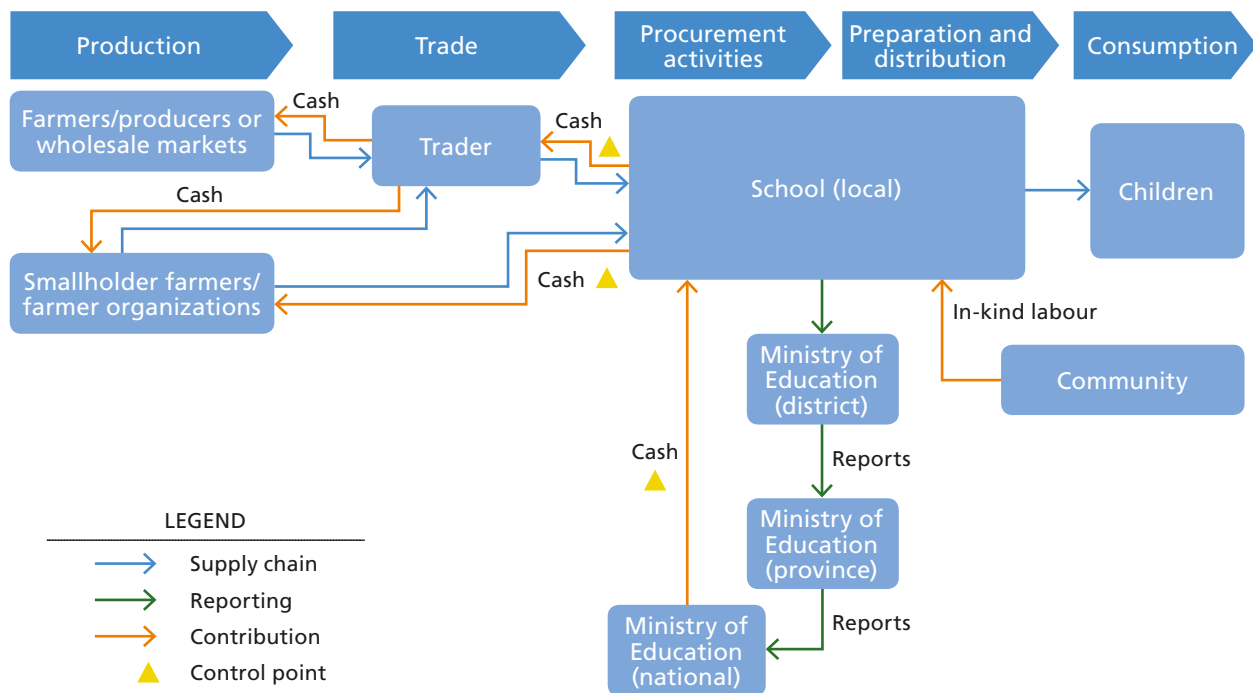 Production
Trade
Procurement
activities
Preparation and
distribution
Consumption
Farmers/producers or
wholesale markets
Cash
Trader
Cash
School (local)
Children
Cash
Smallholder farmers/
farmer organizations
Cash
In-kind labour
Ministry of
Education
(district)
Community
Cash
Reports
Ministry of
Education
(province)
Reports
Ministry of
Education
(national)
LEGEND
Supply chain
Reporting
Contribution
Control point